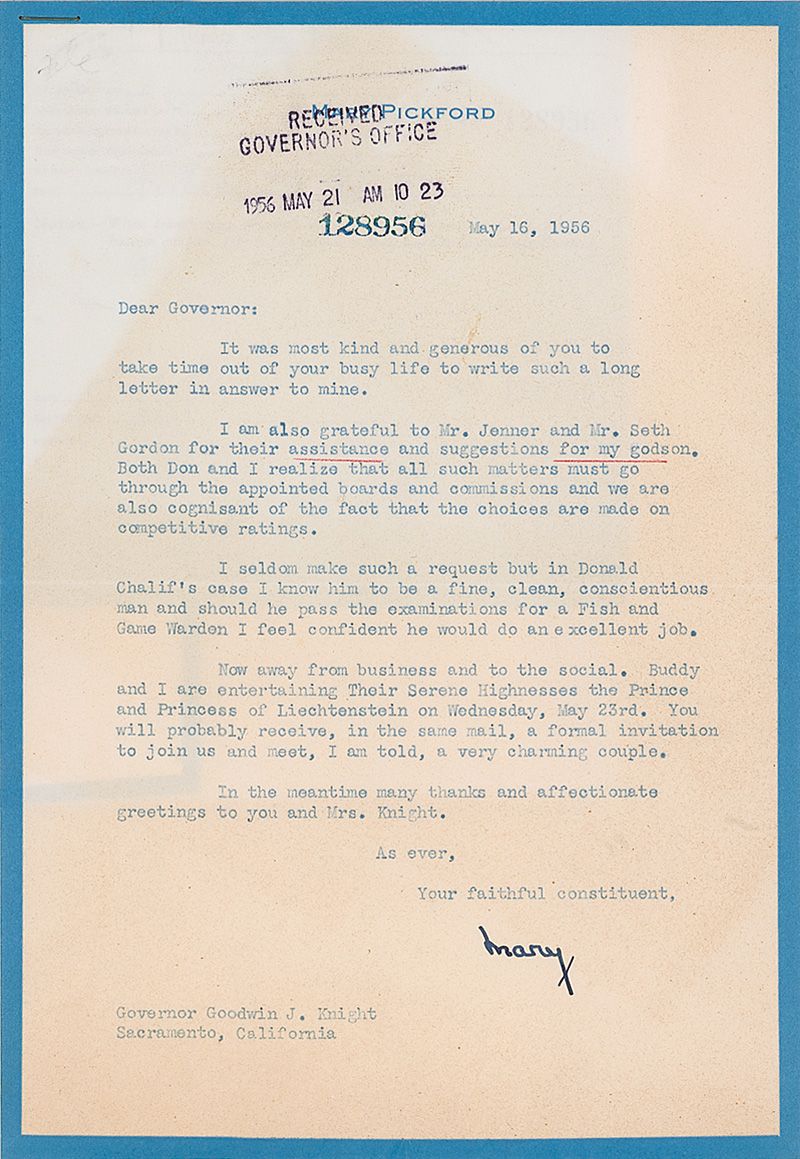 file
MARY PICKFORD
RECEIVED
GOVERNOR'S OFFICE
1956 MAY 21 AM 10 23
128956
May 16, 1956
Dear Governor:
It was most kind and generous of you to
take time out of your busy life to write such a long
letter in answer to mine.
I am also grateful to Mr. Jenner and Mr. Seth
Gordon for their assistance and suggestions for my godson.
Both Don and I realize that all such matters must go
through the appointed boards and commissions and we are
also cognisant of the fact that the choices are made on
competitive ratings.
I seldom make such a request but in Donald
Chalif's case I know him to be a fine, clean, conscientious
man and should he pass the examinations for a Fish and
Game Warden I feel confident he would do an excellent job.
Now away from business and to the social. Buddy
and I are entertaining Their Serene Highnesses the Prince
and Princess of Liechtenstein on Wednesday, May 23rd. You
will probably receive, in the same mail, a formal invitation
to join us and meet, I am told, a very charming couple.
In the meantime many thanks and affectionate
greetings to you and Mrs. Knight.
As ever,
Your faithful constituent,
Mary
Governor Goodwin J. Knight
Sacramento, California